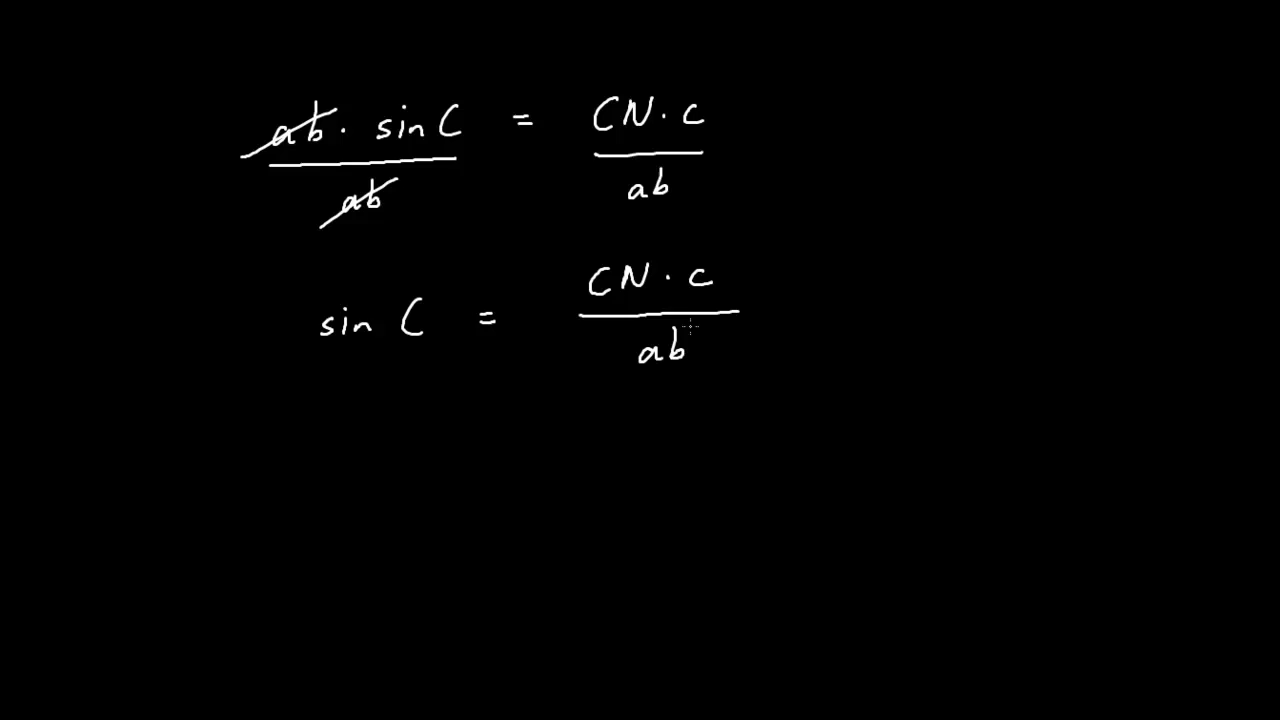 ab · sin C = CN · c
ab ab
sin C = CN · c
ab